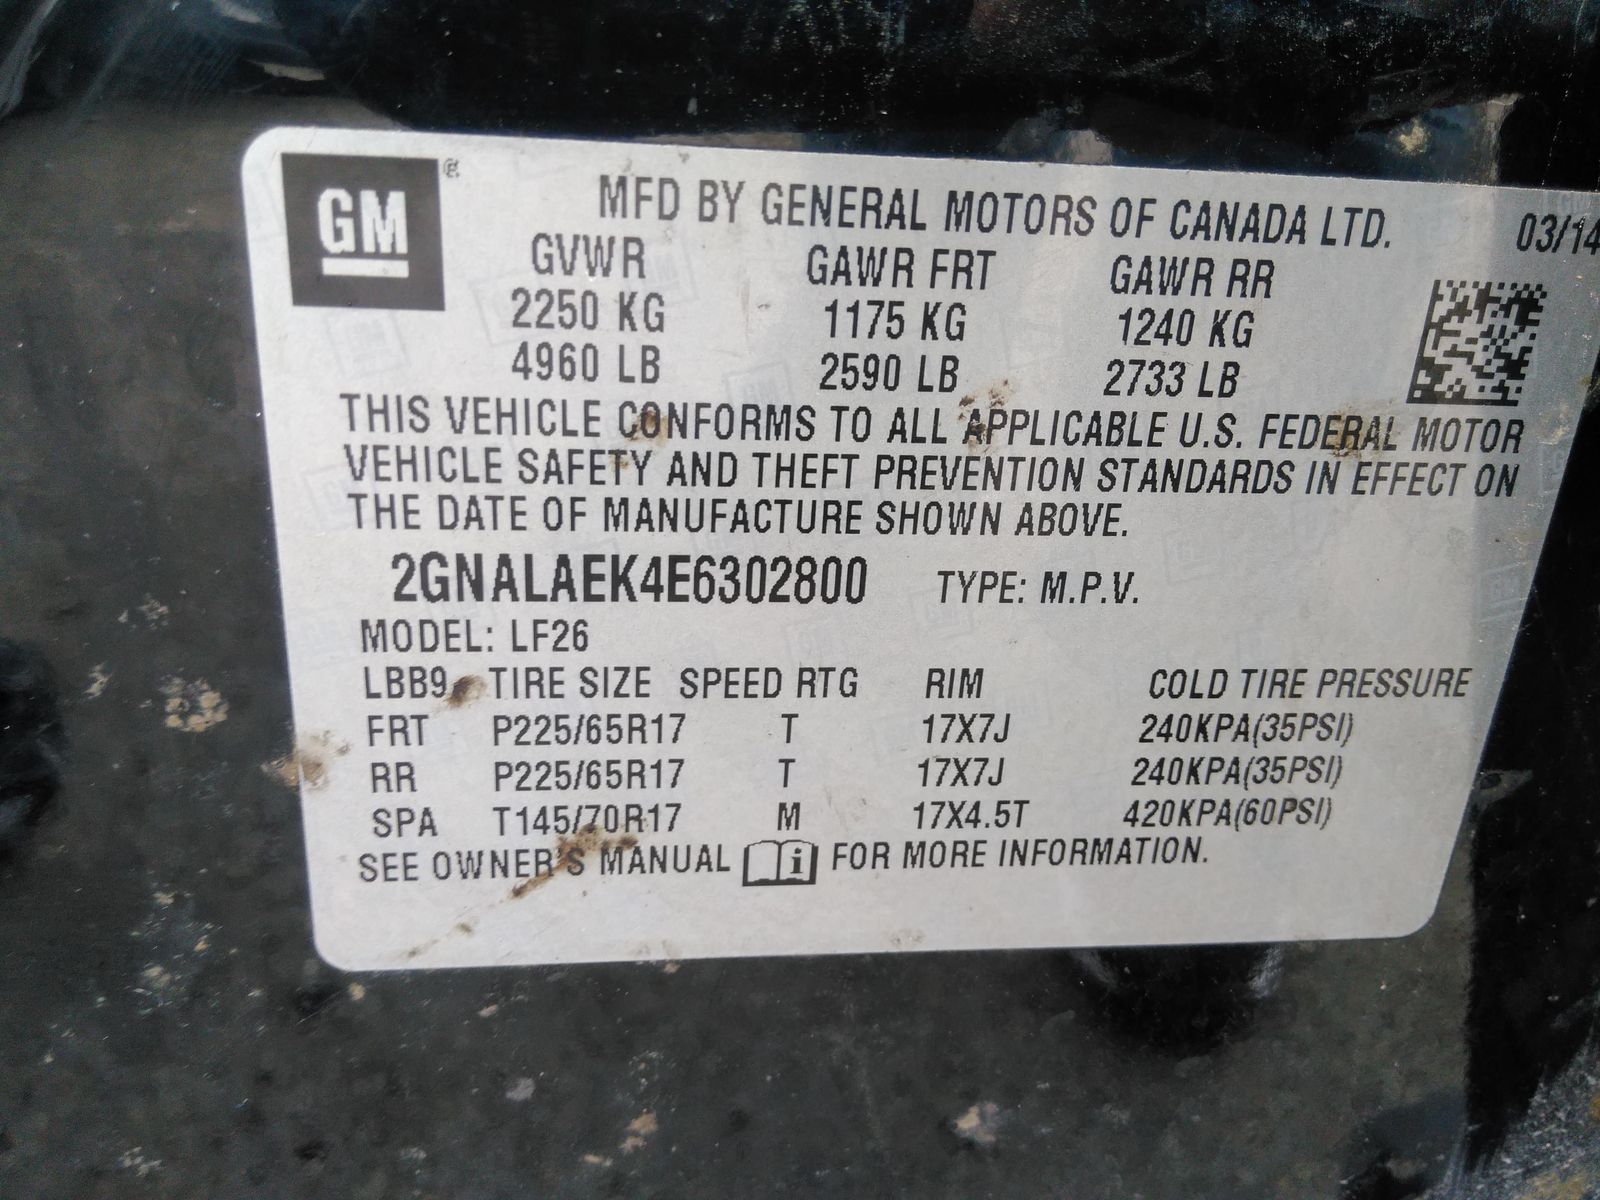 GM
MFD BY GENERAL MOTORS OF CANADA LTD. 03/14
GVWR GAWR FRT GAWR RR
2250 KG 1175 KG 1240 KG
4960 LB 2590 LB 2733 LB
THIS VEHICLE CONFORMS TO ALL APPLICABLE U.S. FEDERAL MOTOR
VEHICLE SAFETY AND THEFT PREVENTION STANDARDS IN EFFECT ON
THE DATE OF MANUFACTURE SHOWN ABOVE.
2GNALAEK4E6302800 TYPE: M.P.V.
MODEL: LF26
LBB9 TIRE SIZE SPEED RTG RIM COLD TIRE PRESSURE
FRT P225/65R17 T 17X7J 240KPA(35PSI)
RR P225/65R17 T 17X7J 240KPA(35PSI)
SPA T145/70R17 M 17X4.5T 420KPA(60PSI)
SEE OWNER'S MANUAL i FOR MORE INFORMATION.